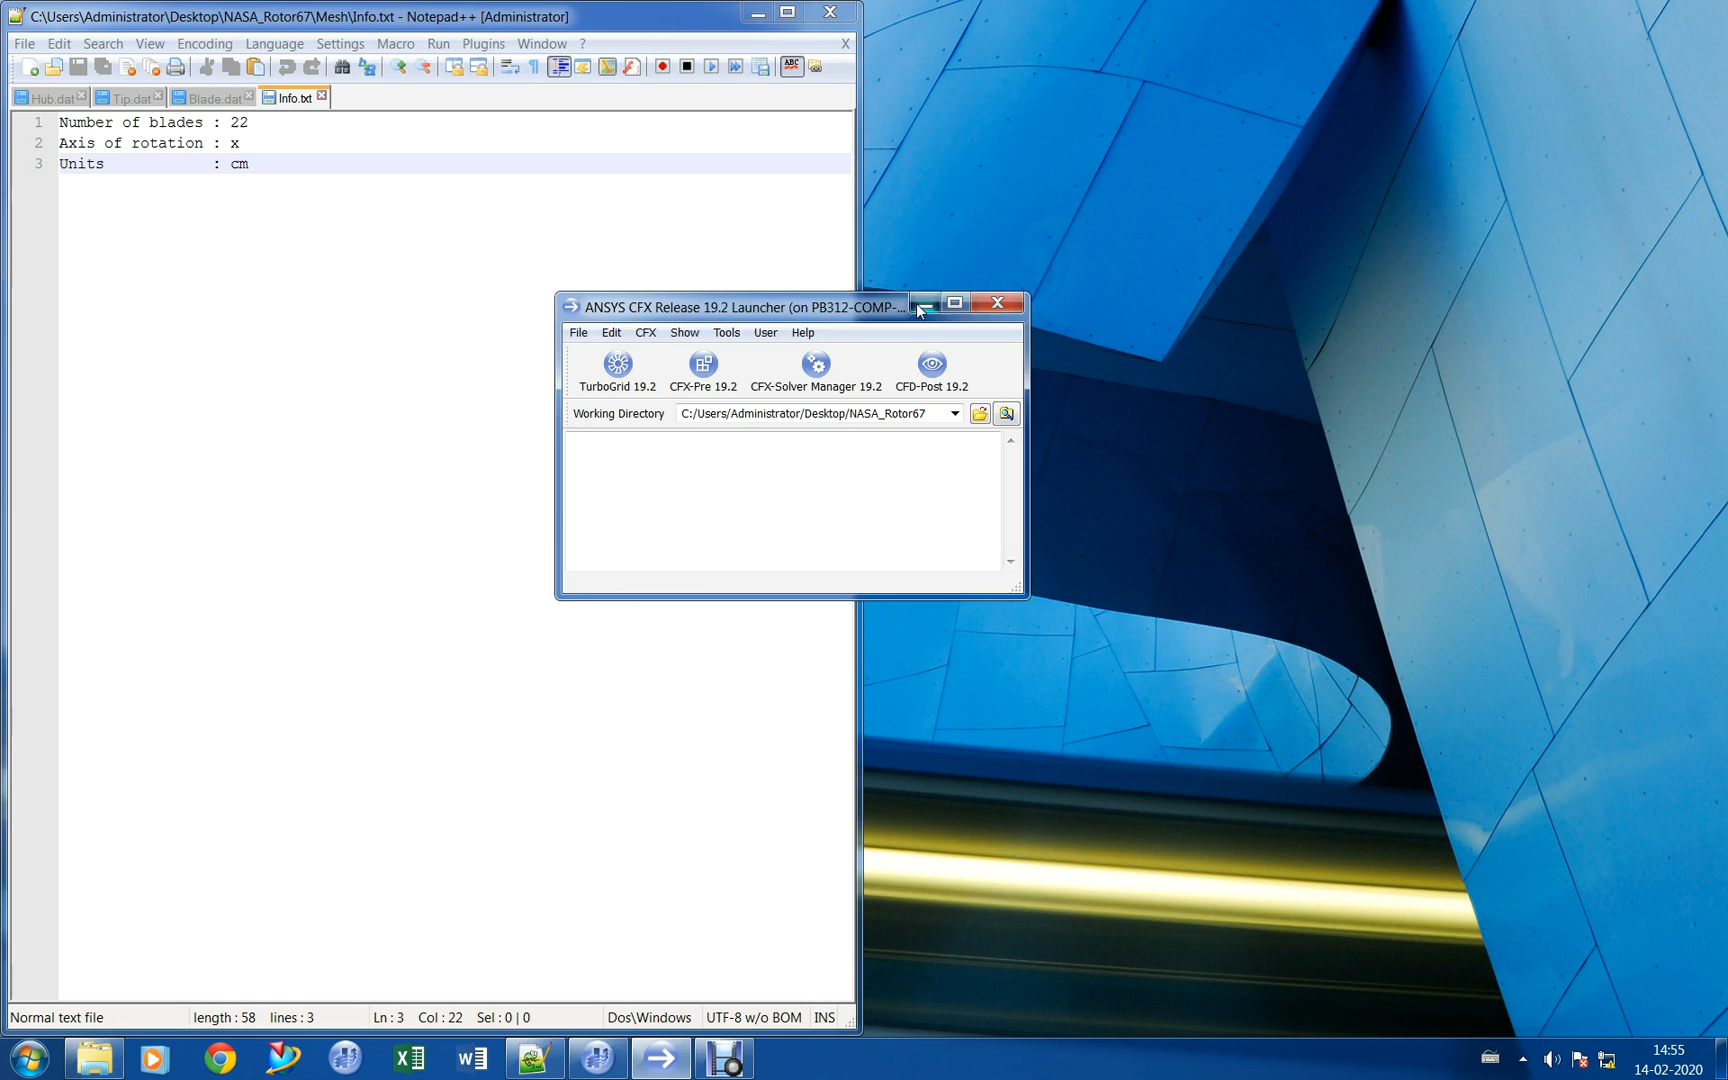 C:\Users\Administrator\Desktop\NASA_Rotor67\Mesh\Info.txt - Notepad++ [Administrator]
File Edit Search View Encoding Language Settings Macro Run Plugins Window ? X
ABC
Hub.dat Tip.dat Blade.dat Info.txt
1 Number of blades : 22
2 Axis of rotation : x
3 Units : cm
ANSYS CFX Release 19.2 Launcher (on PB312-COMP-...
File Edit CFX Show Tools User Help
TurboGrid 19.2 CFX-Pre 19.2 CFX-Solver Manager 19.2 CFD-Post 19.2
Working Directory C:/Users/Administrator/Desktop/NASA_Rotor67
Normal text file length : 58 lines : 3 Ln : 3 Col : 22 Sel : 0 | 0 Dos\Windows UTF-8 w/o BOM INS
14:55
14-02-2020